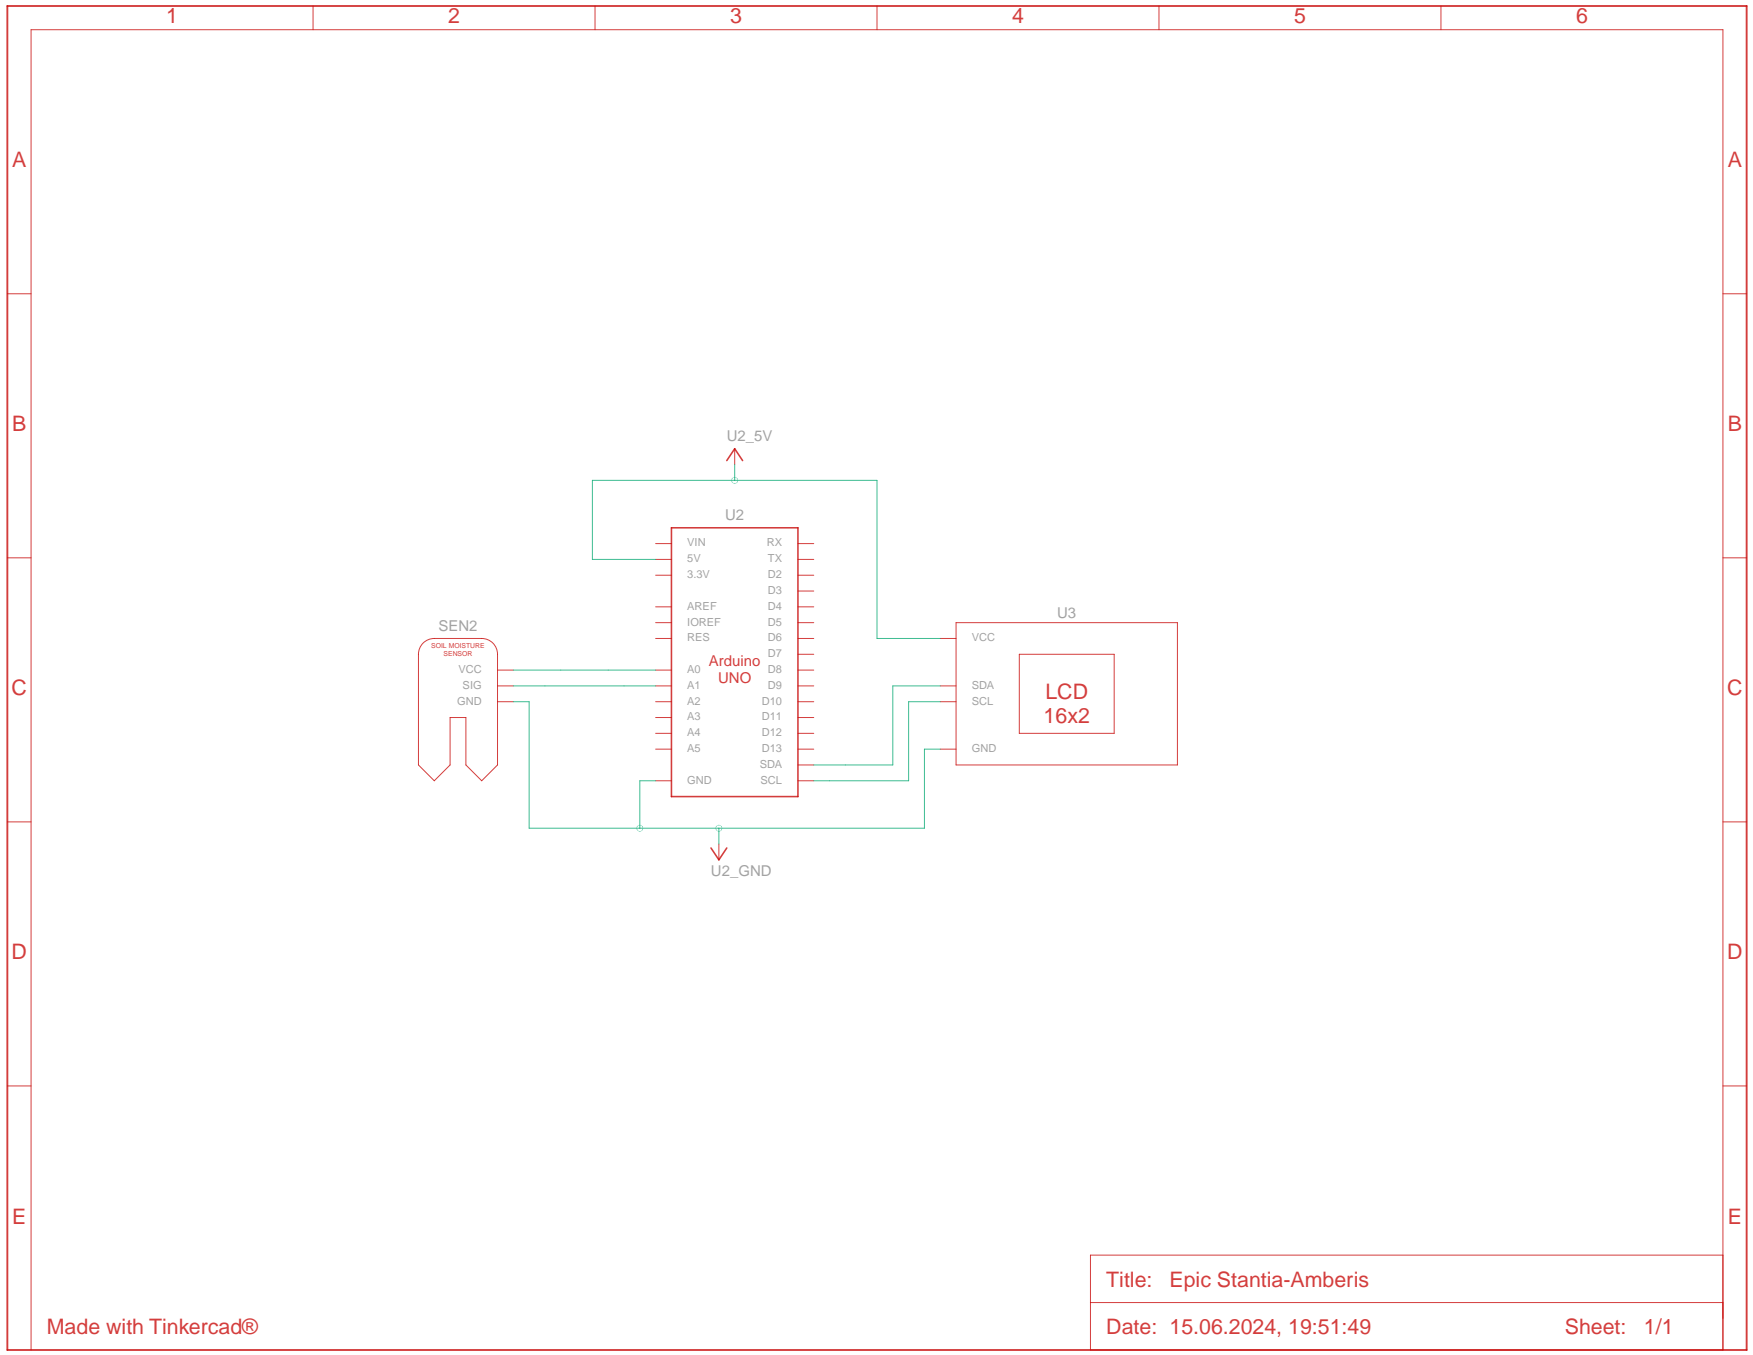 1 2 3 4 5 6
A A
B B
U2_5V
U2
VIN RX
5V TX
3.3V D2
D3
AREF D4
IOREF D5
RES D6
D7
A0 D8
A1 D9
A2 D10
A3 D11
A4 D12
A5 D13
SDA
GND SCL
Arduino
UNO
SEN2
SOIL MOISTURE
SENSOR
VCC
SIG
GND
U3
VCC
SDA
SCL
GND
LCD
16x2
C C
U2_GND
D D
E E
Title: Epic Stantia-Amberis
Date: 15.06.2024, 19:51:49 Sheet: 1/1
Made with Tinkercad®